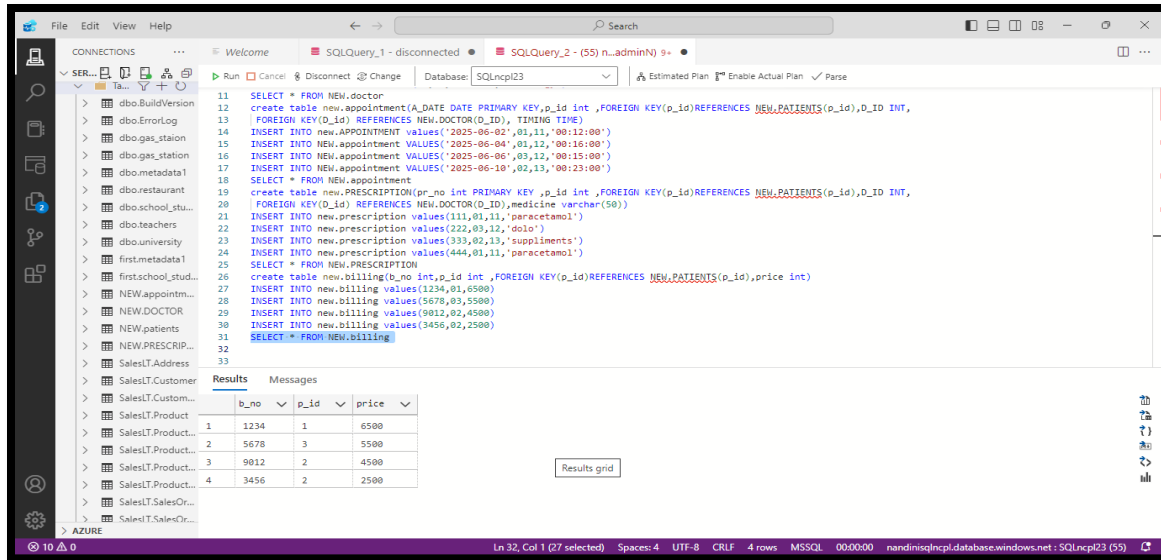 File Edit View Help
Search
CONNECTIONS ...
Welcome
SQLQuery_1 - disconnected
SQLQuery_2 - (55) n...adminN) 9+
SER...
Run Cancel Disconnect Change Database: SQLncpl23 Estimated Plan Enable Actual Plan Parse
Ta...
dbo.BuildVersion
dbo.ErrorLog
dbo.gas_staion
dbo.gas_station
dbo.metadata1
dbo.restaurant
dbo.school_stu...
dbo.teachers
dbo.university
first.metadata1
first.school_stud...
NEW.appointm...
NEW.DOCTOR
NEW.patients
NEW.PRESCRIP...
SalesLT.Address
SalesLT.Customer
SalesLT.Custom...
SalesLT.Product
SalesLT.Product...
SalesLT.Product...
SalesLT.Product...
SalesLT.Product...
SalesLT.SalesOr...
SalesLT.SalesOr...
AZURE
2
11 SELECT * FROM NEW.doctor
12 create table new.appointment(A_DATE DATE PRIMARY KEY,p_id int ,FOREIGN KEY(p_id)REFERENCES NEW.PATIENTS(p_id),D_ID INT,
13 FOREIGN KEY(D_id) REFERENCES NEW.DOCTOR(D_ID), TIMING TIME)
14 INSERT INTO new.APPOINTMENT values('2025-06-02',01,11,'00:12:00')
15 INSERT INTO new.appointment VALUES('2025-06-04',01,12,'00:16:00')
16 INSERT INTO new.appointment VALUES('2025-06-06',03,12,'00:15:00')
17 INSERT INTO new.appointment VALUES('2025-06-10',02,13,'00:23:00')
18 SELECT * FROM NEW.appointment
19 create table new.PRESCRIPTION(pr_no int PRIMARY KEY ,p_id int ,FOREIGN KEY(p_id)REFERENCES NEW.PATIENTS(p_id),D_ID INT,
20 FOREIGN KEY(D_id) REFERENCES NEW.DOCTOR(D_ID),medicine varchar(50))
21 INSERT INTO new.prescription values(111,01,11,'paracetamol')
22 INSERT INTO new.prescription values(222,03,12,'dolo')
23 INSERT INTO new.prescription values(333,02,13,'suppliments')
24 INSERT INTO new.prescription values(444,01,11,'paracetamol')
25 SELECT * FROM NEW.PRESCRIPTION
26 create table new.billing(b_no int,p_id int ,FOREIGN KEY(p_id)REFERENCES NEW.PATIENTS(p_id),price int)
27 INSERT INTO new.billing values(1234,01,6500)
28 INSERT INTO new.billing values(5678,03,5500)
29 INSERT INTO new.billing values(9012,02,4500)
30 INSERT INTO new.billing values(3456,02,2500)
31 SELECT * FROM NEW.billing
32
33
Results Messages
b_no p_id price
1 1234 1 6500
2 5678 3 5500
3 9012 2 4500
4 3456 2 2500
Results grid
10 0
Ln 32, Col 1 (27 selected) Spaces: 4 UTF-8 CRLF 4 rows MSSQL 00:00:00 nandinisqlncpl.database.windows.net : SQLncpl23 (55)